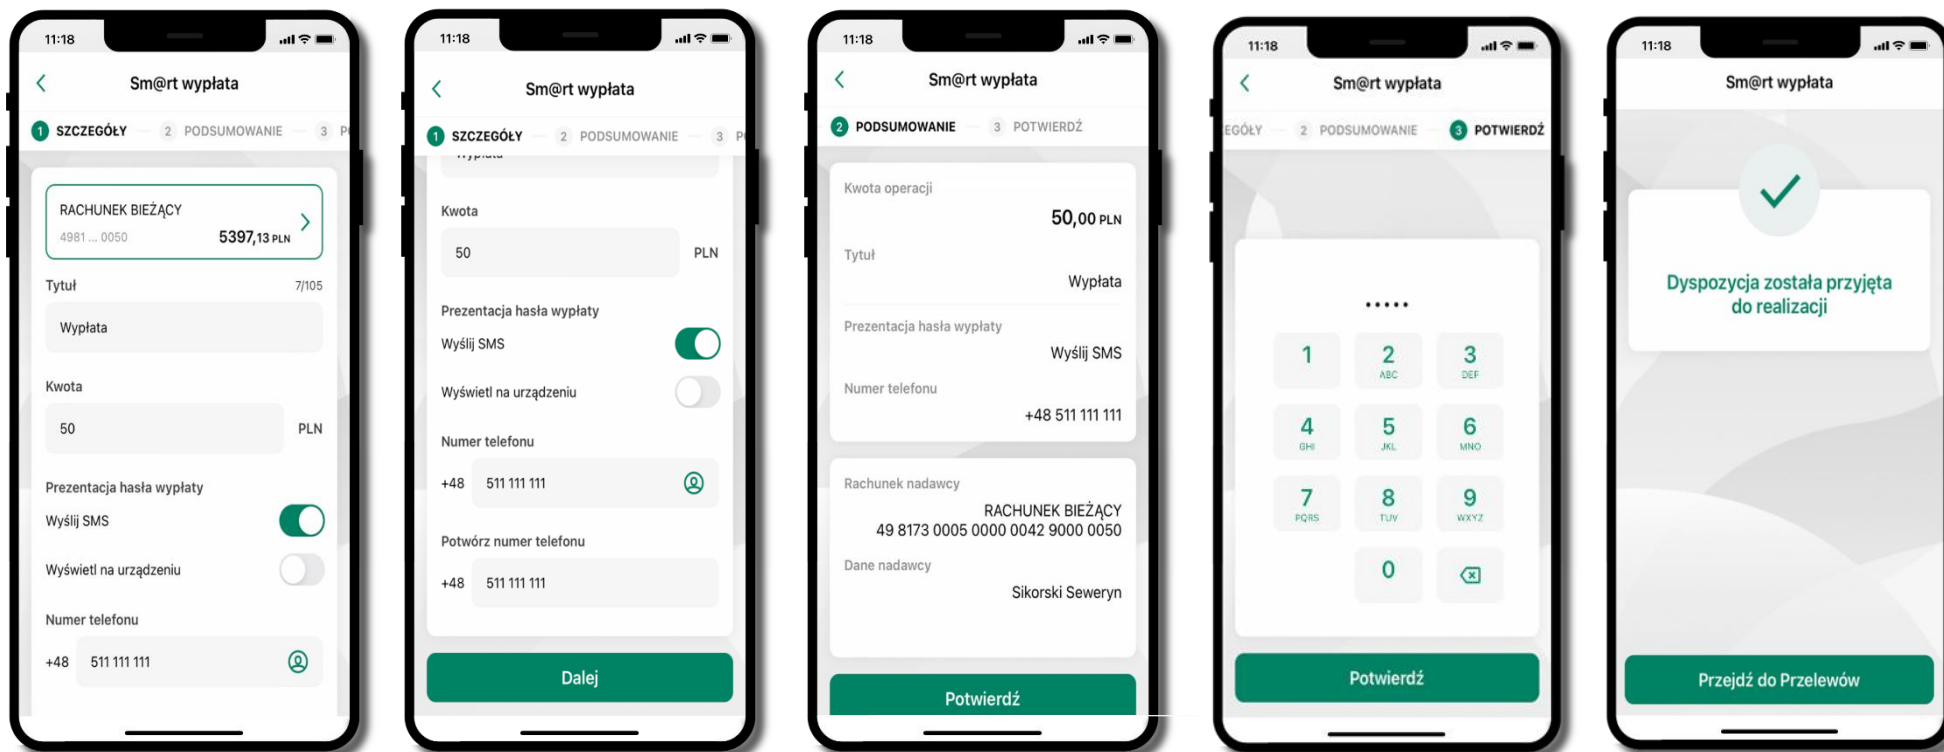 11:18
Sm@rt wypłata
1 SZCZEGÓŁY 2 PODSUMOWANIE 3
RACHUNEK BIEŻĄCY
4981 ... 0050 5397,13 PLN
Tytuł 7/105
Wypłata
Kwota
50 PLN
Prezentacja hasła wypłaty
Wyślij SMS
Wyświetl na urządzeniu
Numer telefonu
+48 511 111 111
11:18
Sm@rt wypłata
1 SZCZEGÓŁY 2 PODSUMOWANIE 3
Wypłata
Kwota
50 PLN
Prezentacja hasła wypłaty
Wyślij SMS
Wyświetl na urządzeniu
Numer telefonu
+48 511 111 111
Potwórz numer telefonu
+48 511 111 111
Dalej
11:18
Sm@rt wypłata
2 PODSUMOWANIE 3 POTWIERDŹ
Kwota operacji
50,00 PLN
Tytuł
Wypłata
Prezentacja hasła wypłaty
Wyślij SMS
Numer telefonu
+48 511 111 111
Rachunek nadawcy
RACHUNEK BIEŻĄCY
49 8173 0005 0000 0042 9000 0050
Dane nadawcy
Sikorski Seweryn
Potwierdź
11:18
Sm@rt wypłata
EGÓŁY 2 PODSUMOWANIE 3 POTWIERDŹ
•••••
1 2 3
ABC DEF
4 5 6
GHI JKL MNO
7 8 9
PQRS TUV WXYZ
0
Potwierdź
11:18
Sm@rt wypłata
Dyspozycja została przyjęta
do realizacji
Przejdź do Przelewów